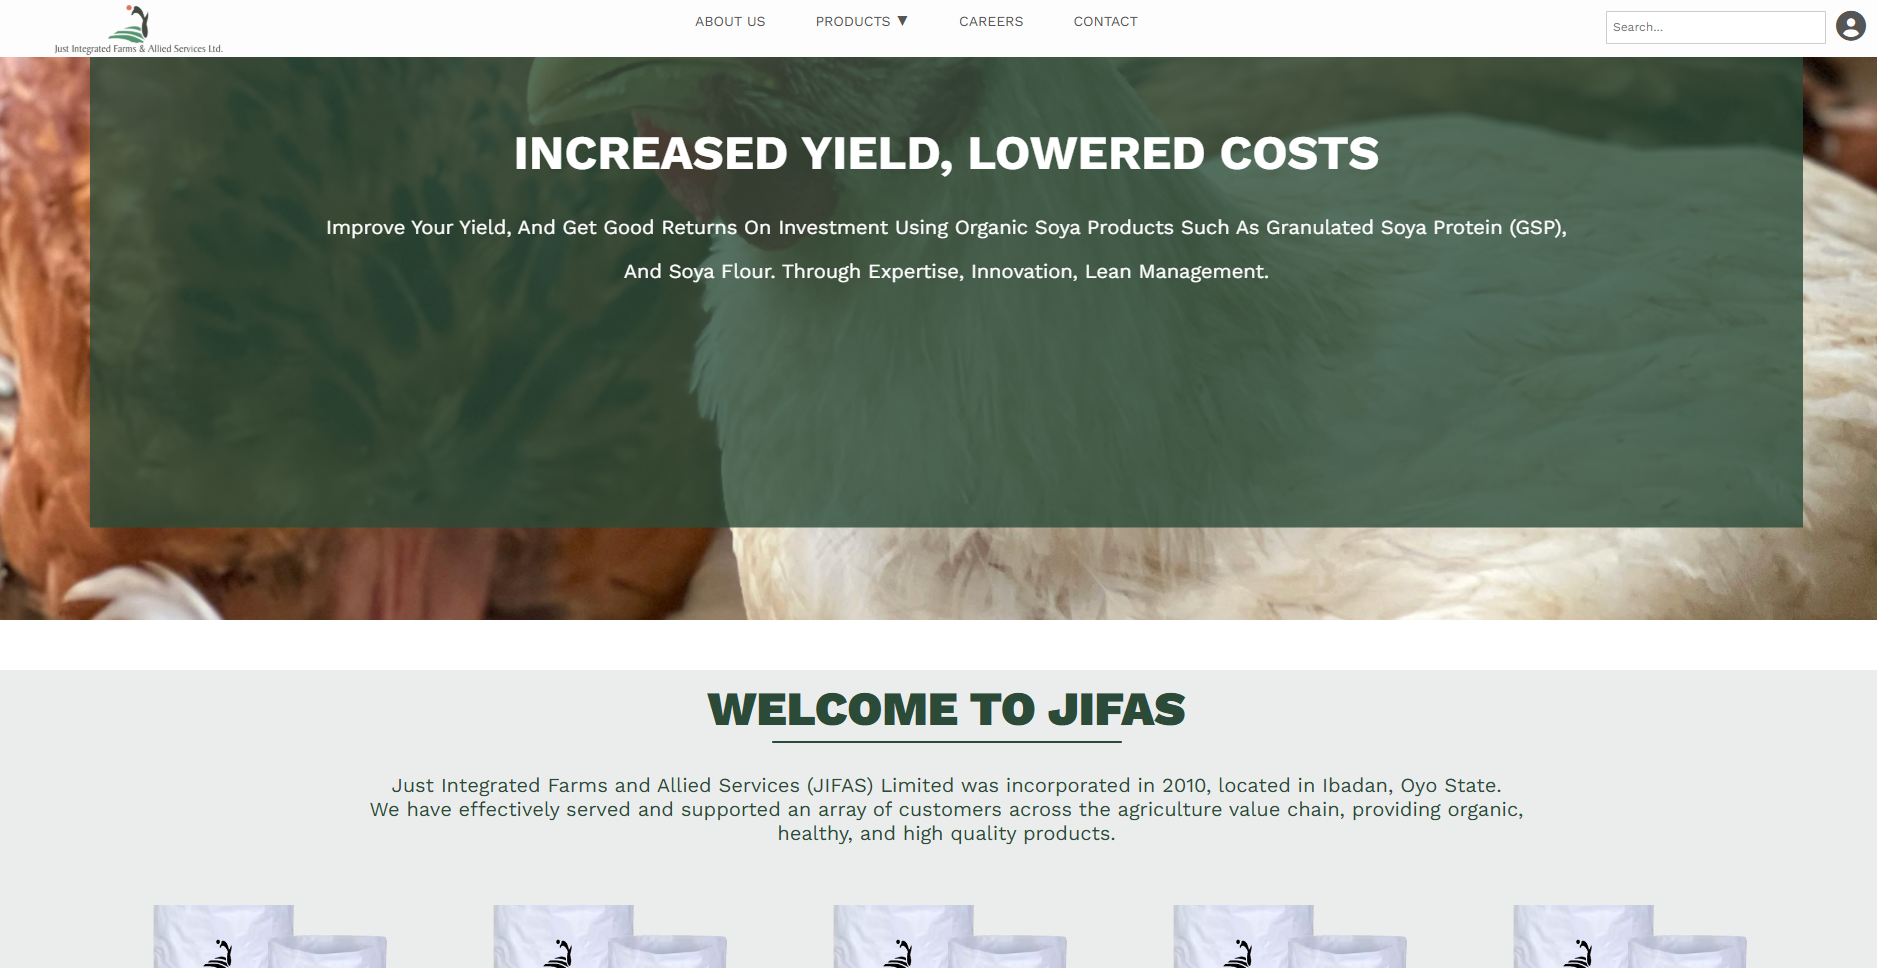 Just Integrated Farms & Allied Services Ltd.
ABOUT US
PRODUCTS ▼
CAREERS
CONTACT
Search...
INCREASED YIELD, LOWERED COSTS
Improve Your Yield, And Get Good Returns On Investment Using Organic Soya Products Such As Granulated Soya Protein (GSP),
And Soya Flour. Through Expertise, Innovation, Lean Management.
WELCOME TO JIFAS
Just Integrated Farms and Allied Services (JIFAS) Limited was incorporated in 2010, located in Ibadan, Oyo State.
We have effectively served and supported an array of customers across the agriculture value chain, providing organic,
healthy, and high quality products.